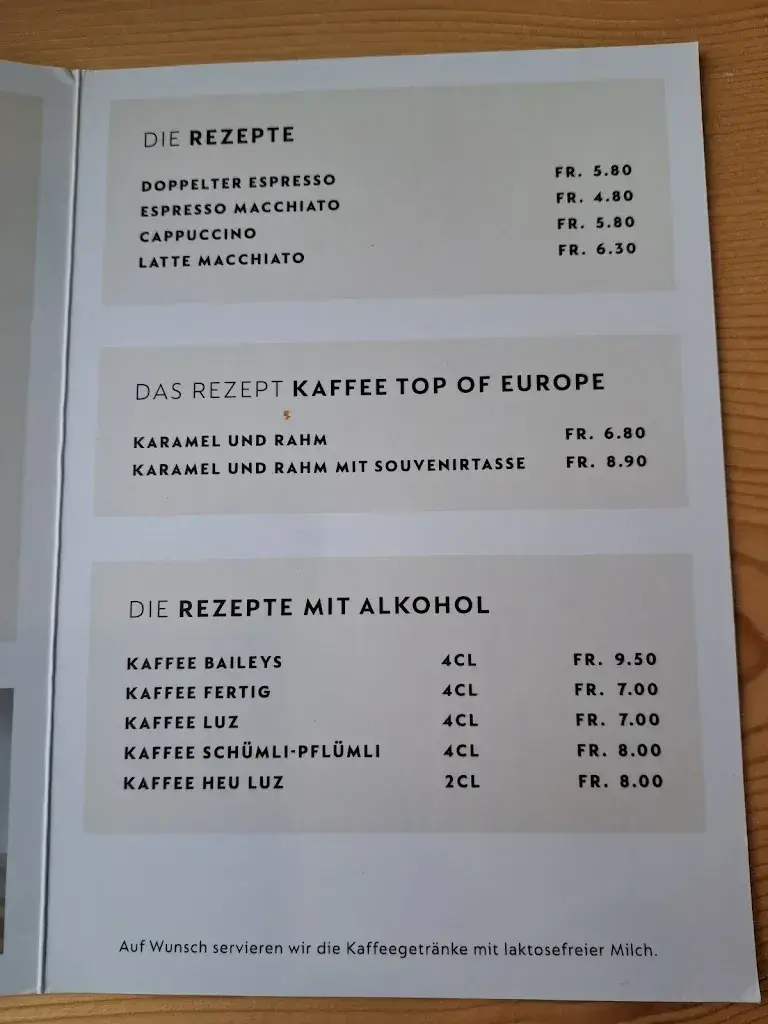 DIE REZEPTE
DOPPELTER ESPRESSO FR. 5.80
ESPRESSO MACCHIATO FR. 4.80
CAPPUCCINO FR. 5.80
LATTE MACCHIATO FR. 6.30
DAS REZEPT KAFFEE TOP OF EUROPE
KARAMEL UND RAHM FR. 6.80
KARAMEL UND RAHM MIT SOUVENIRTASSE FR. 8.90
DIE REZEPTE MIT ALKOHOL
KAFFEE BAILEYS 4CL FR. 9.50
KAFFEE FERTIG 4CL FR. 7.00
KAFFEE LUZ 4CL FR. 7.00
KAFFEE SCHÜMLI-PFLÜMLI 4CL FR. 8.00
KAFFEE HEU LUZ 2CL FR. 8.00
Auf Wunsch servieren wir die Kaffeegetränke mit laktosefreier Milch.